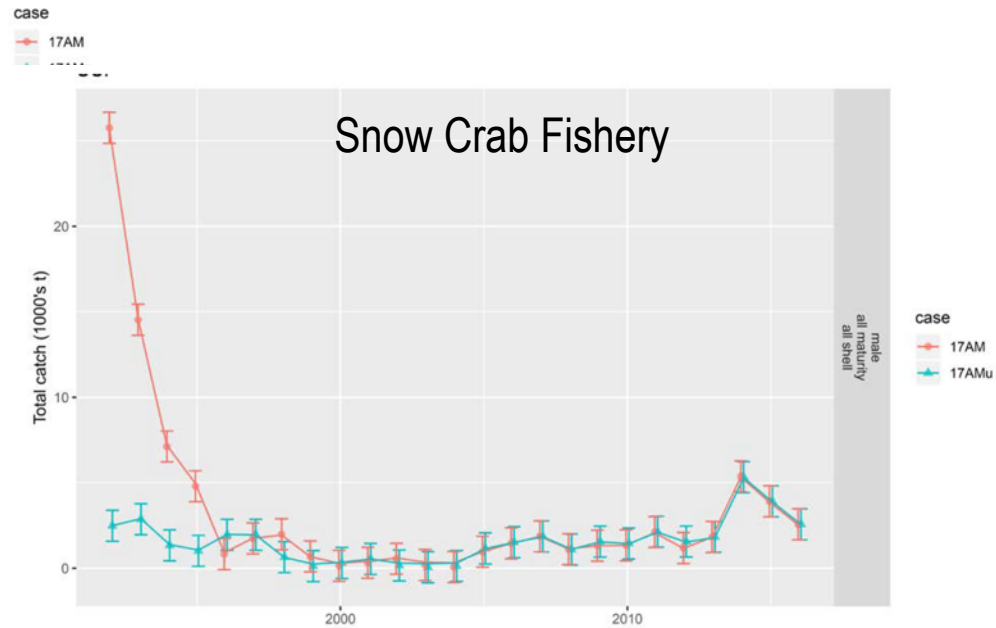 case
17AM
Snow Crab Fishery
20
10
0
Total catch (1000's t)
2000
2010
male
all maturity
all shell
case
17AM
17AMu